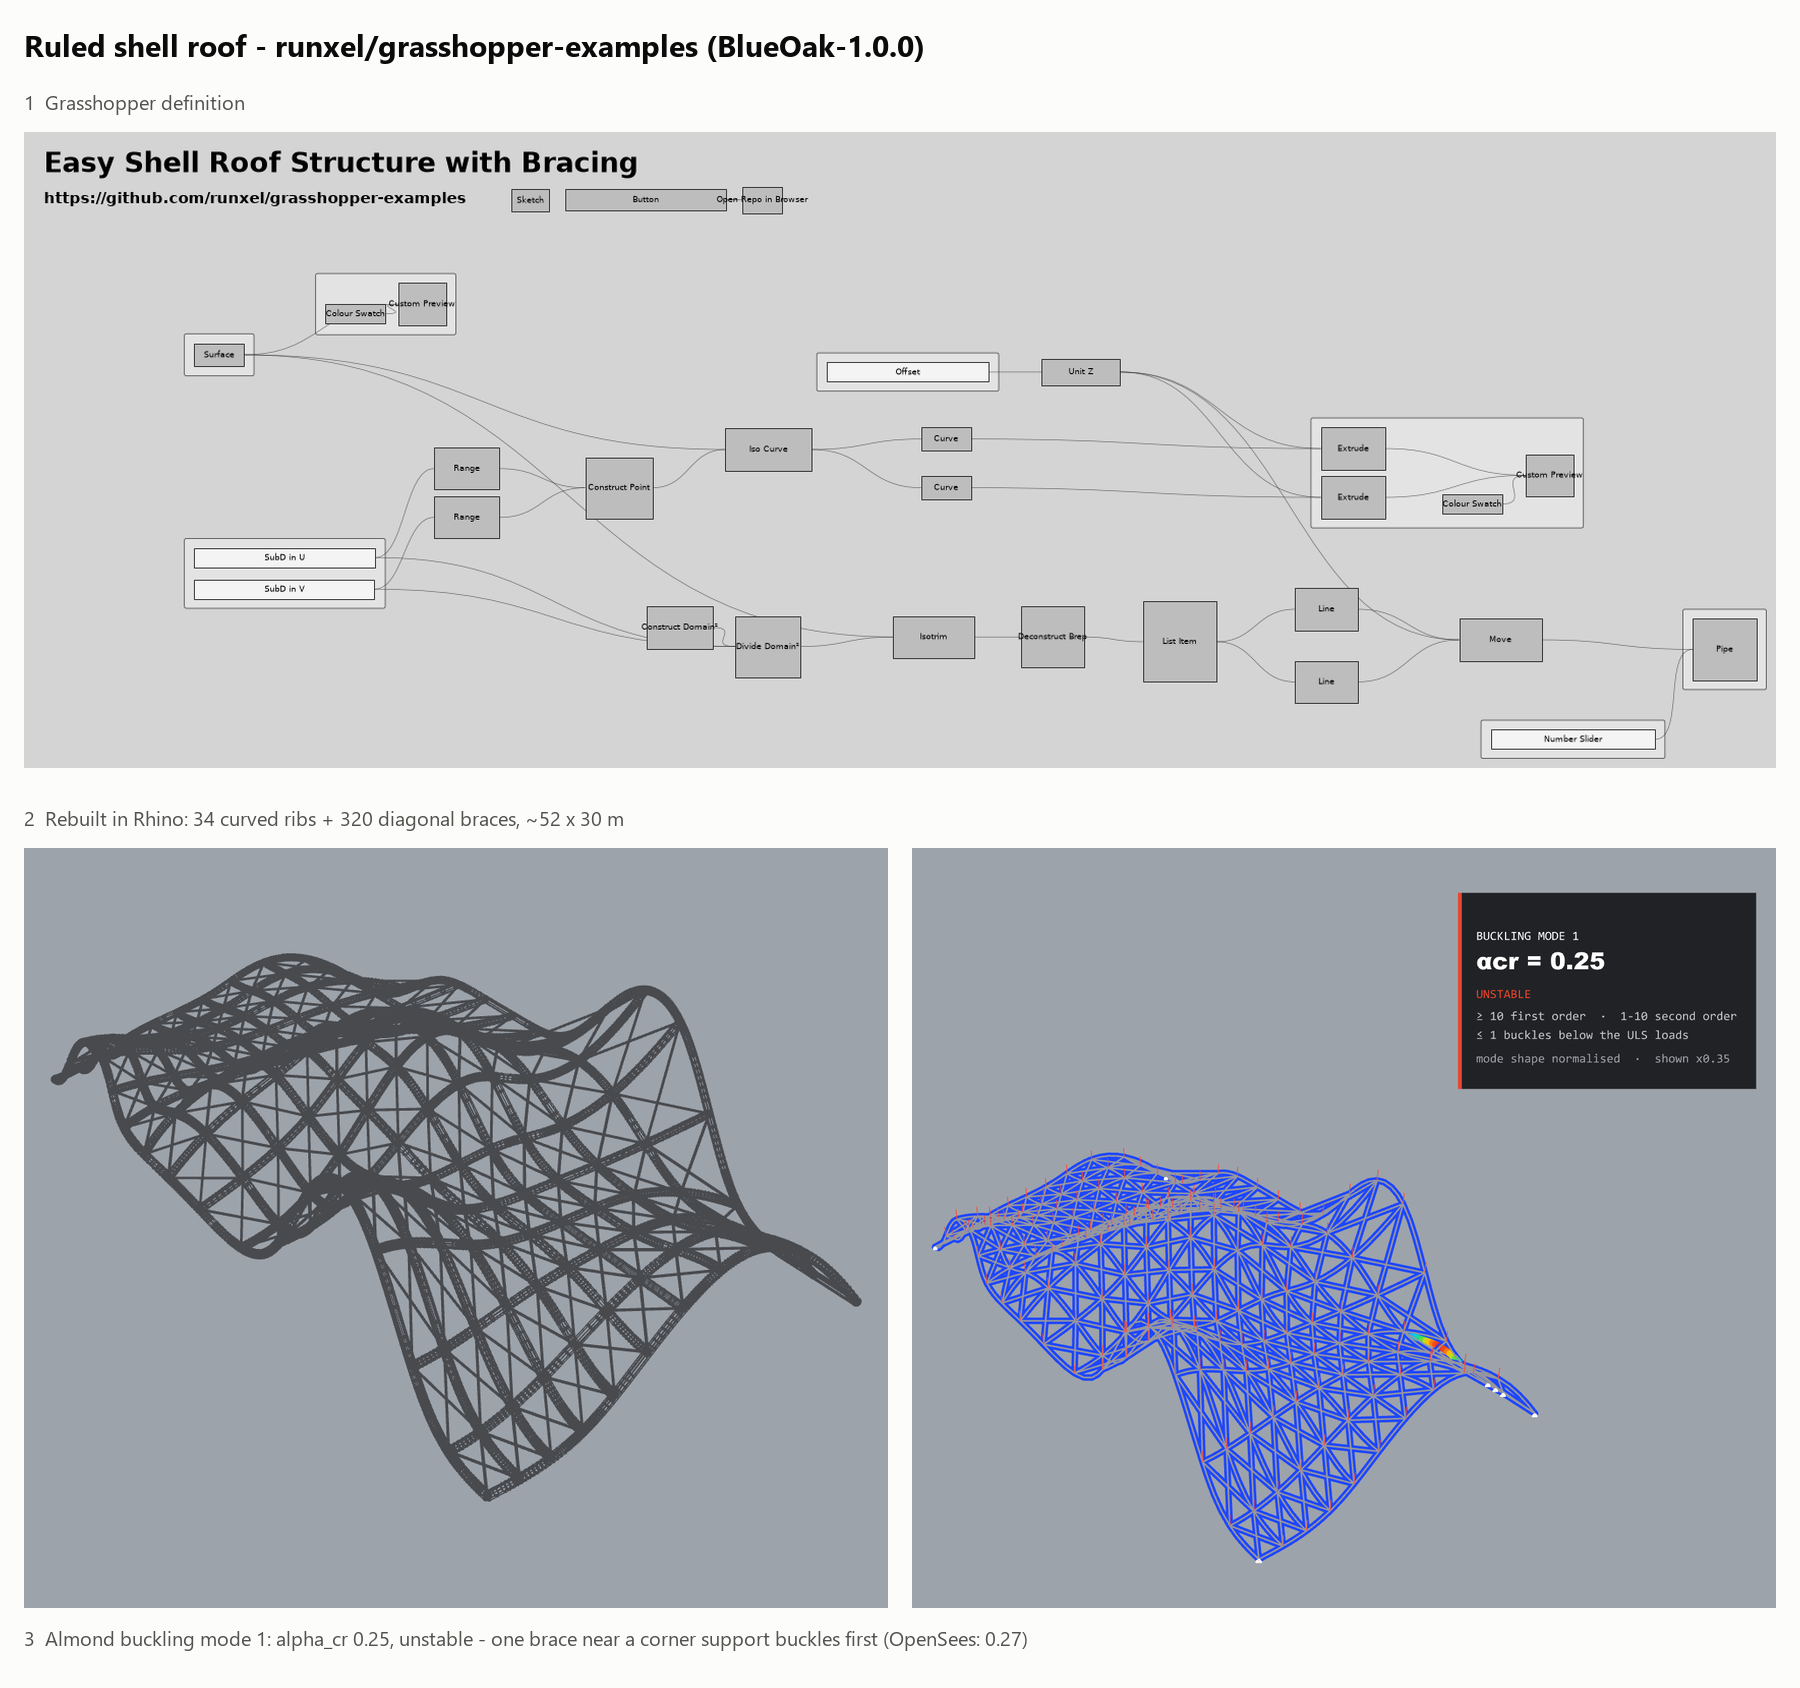 Ruled shell roof - runxel/grasshopper-examples (BlueOak-1.0.0)
1 Grasshopper definition
Easy Shell Roof Structure with Bracing
https://github.com/runxel/grasshopper-examples
Sketch
Button
Open Repo in Browser
Colour Swatch
Custom Preview
Surface
Offset
Unit Z
Range
Range
Construct Point
Iso Curve
Curve
Curve
Extrude
Extrude
Custom Preview
Colour Swatch
SubD in U
SubD in V
Construct Domain²
Divide Domain²
Isotrim
Deconstruct Brep
List Item
Line
Line
Move
Pipe
Number Slider
2 Rebuilt in Rhino: 34 curved ribs + 320 diagonal braces, ~52 x 30 m
BUCKLING MODE 1
αcr = 0.25
UNSTABLE
≥ 10 first order · 1-10 second order
≤ 1 buckles below the ULS loads
mode shape normalised · shown x0.35
3 Almond buckling mode 1: alpha_cr 0.25, unstable - one brace near a corner support buckles first (OpenSees: 0.27)